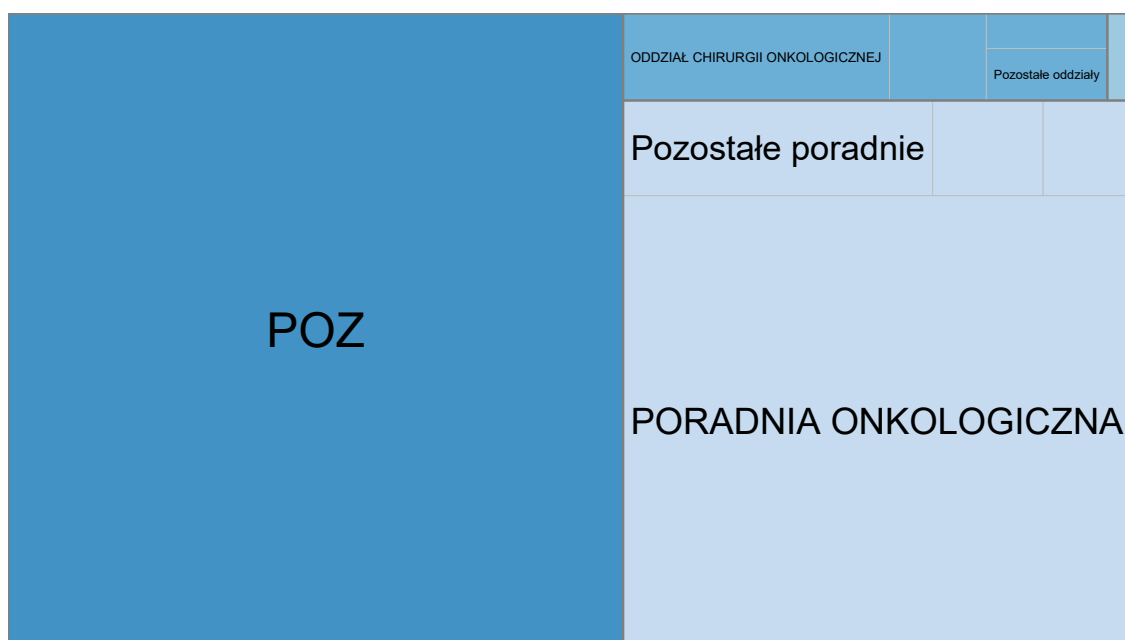 ODDZIAŁ CHIRURGII ONKOLOGICZNEJ
Pozostałe oddziały
Pozostałe poradnie
POZ
PORADNIA ONKOLOGICZNA